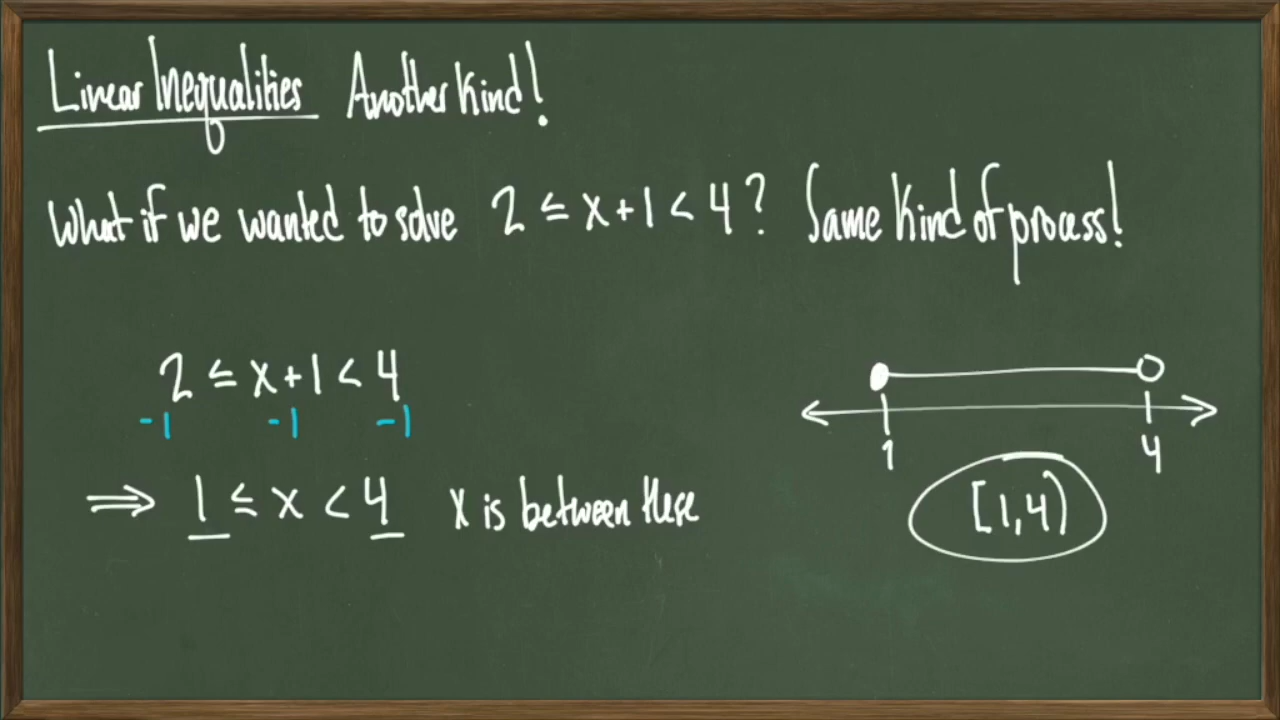 Linear Inequalities Another Kind!
What if we wanted to solve 2 ≤ x+1 < 4? Same kind of process!
2 ≤ x+1 < 4
-1 -1 -1
1 4
⇒ 1 ≤ x < 4 x is between these
[1,4)